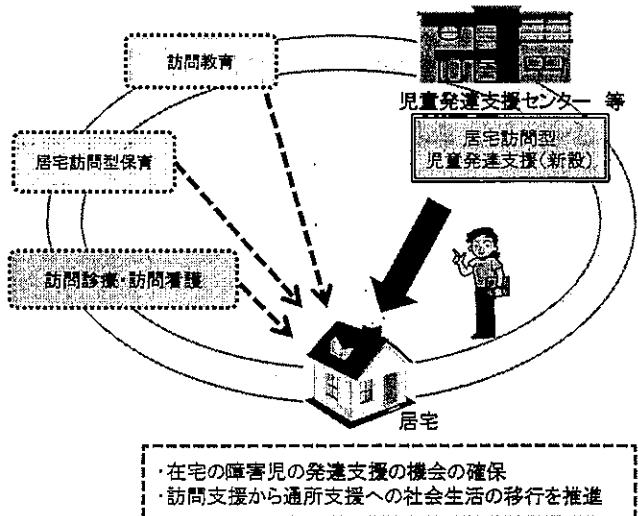 訪問教育
児童発達支援センター 等
居宅訪問型
児童発達支援(新設)
居宅訪問型保育
訪問診療・訪問看護
居宅
・在宅の障害児の発達支援の機会の確保
・訪問支援から通所支援への社会生活の移行を推進